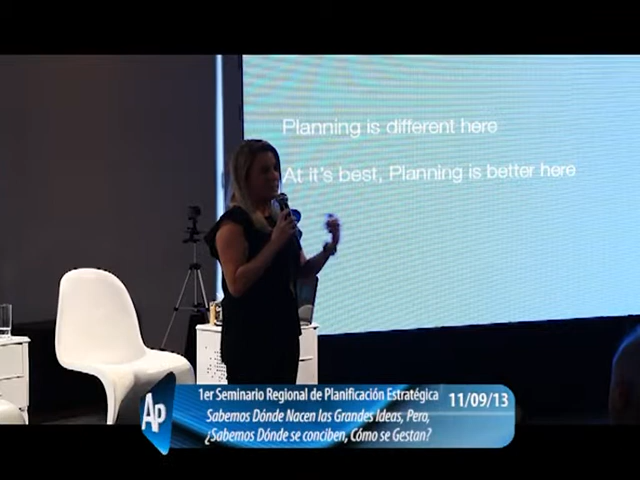 Planning is different here
At it's best, Planning is better here
1er Seminario Regional de Planificación Estratégica
11/09/13
Sabemos Dónde Nacen las Grandes Ideas, Pero,
¿Sabemos Dónde se conciben, Cómo se Gestan?
AP